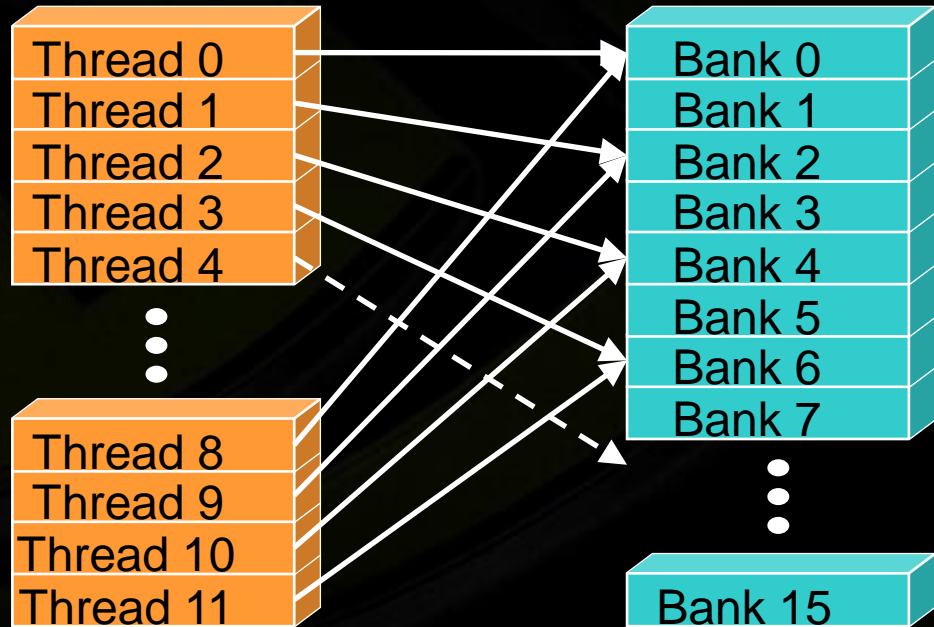 Thread 0
Thread 1
Thread 2
Thread 3
Thread 4
Thread 8
Thread 9
Thread 10
Thread 11
Bank 0
Bank 1
Bank 2
Bank 3
Bank 4
Bank 5
Bank 6
Bank 7
Bank 15